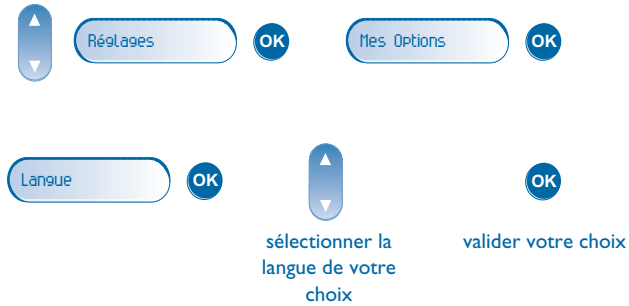 Réglages
OK
Mes Options
OK
Langue
OK
OK
sélectionner la
langue de votre
choix
valider votre choix